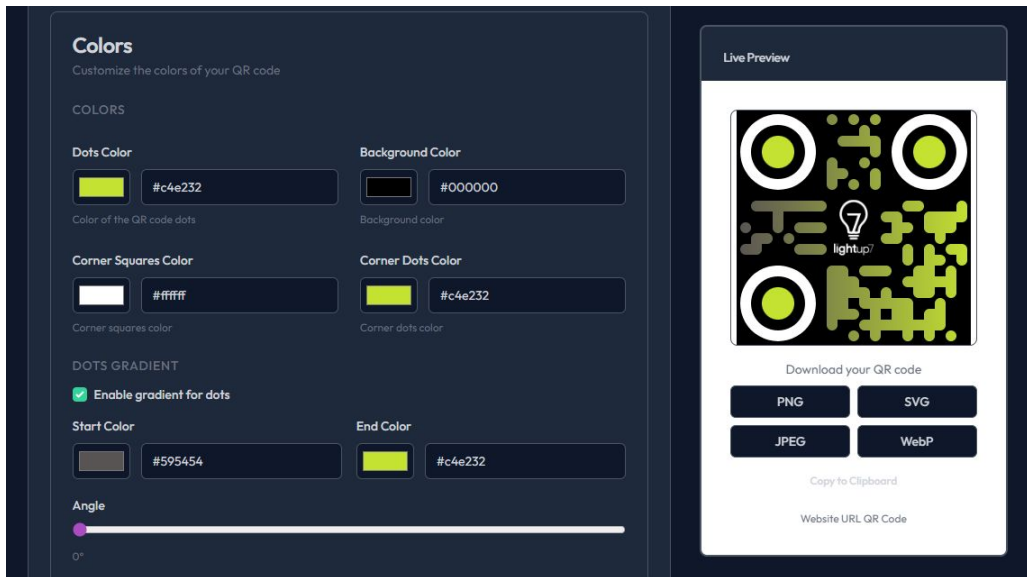 Colors
Customize the colors of your QR code
COLORS
Dots Color
Background Color
#c4e232
#000000
Color of the QR code dots
Background color
Corner Squares Color
Corner Dots Color
#ffffff
#c4e232
Corner squares color
Corner dots color
DOTS GRADIENT
Enable gradient for dots
Start Color
End Color
#595454
#c4e232
Angle
0°
Live Preview
7
lightup7
Download your QR code
PNG
SVG
JPEG
WebP
Copy to Clipboard
Website URL QR Code